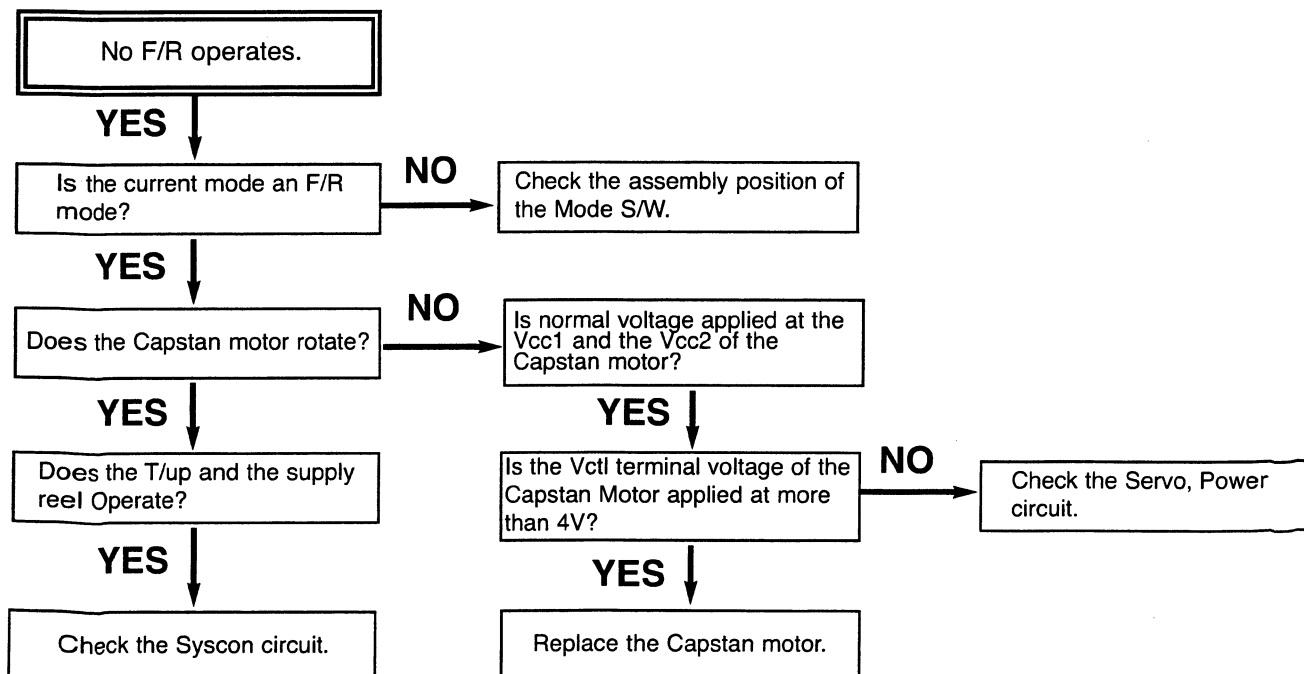 No F/R operates.
YES
Is the current mode an F/R
mode?
NO
Check the assembly position of
the Mode S/W.
YES
Does the Capstan motor rotate?
NO
Is normal voltage applied at the
Vcc1 and the Vcc2 of the
Capstan motor?
YES
YES
Does the T/up and the supply
reel Operate?
Is the Vctl terminal voltage of the
Capstan Motor applied at more
than 4V?
NO
Check the Servo, Power
circuit.
YES
YES
Check the Syscon circuit.
Replace the Capstan motor.